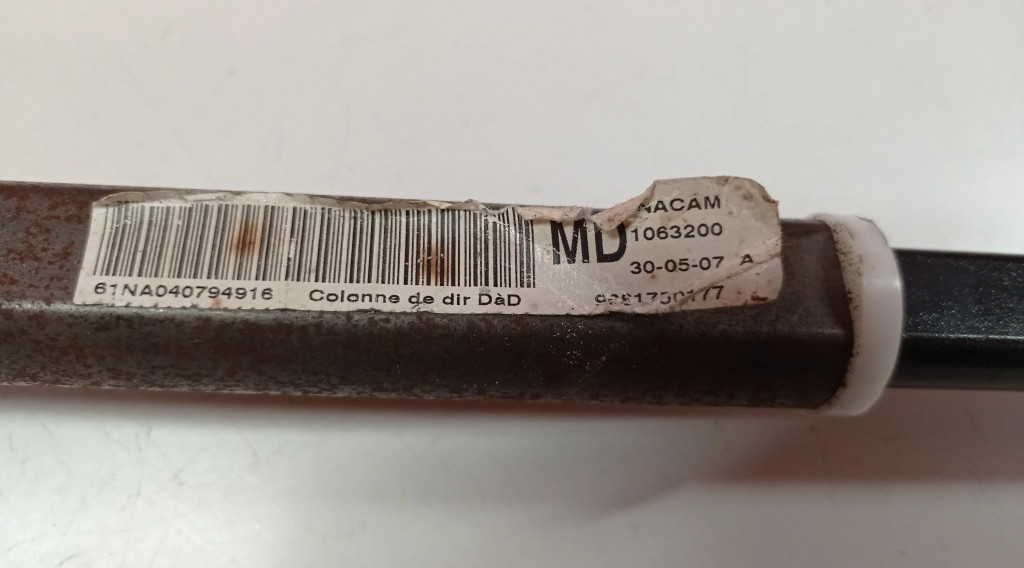 NACAM
MD 1063200
30-05-07 A
61NA040794916 Colonne de dir DàD